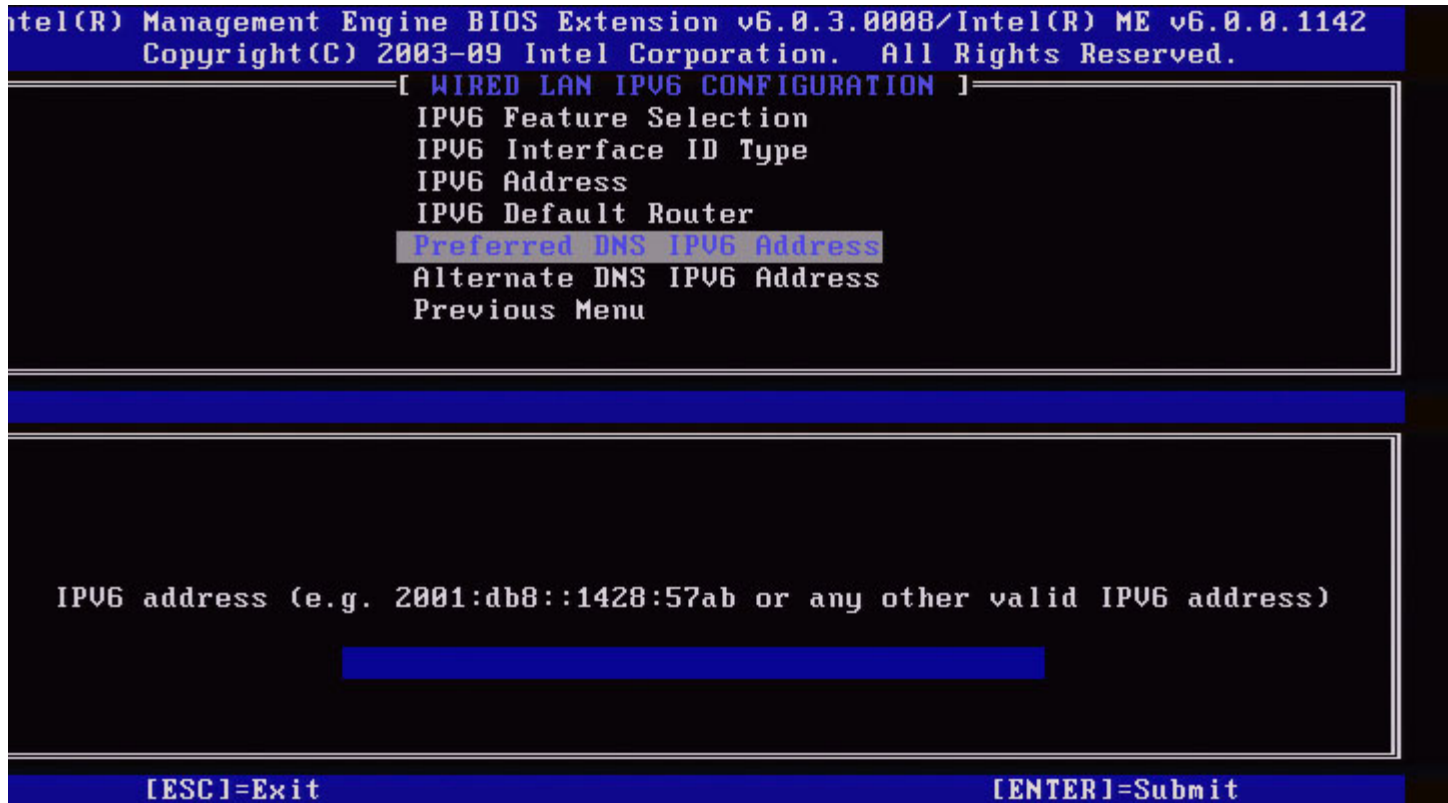 ntel(R) Management Engine BIOS Extension v6.0.3.0008/Intel(R) ME v6.0.0.1142
Copyright(C) 2003-09 Intel Corporation. All Rights Reserved.
[ WIRED LAN IPV6 CONFIGURATION ]
IPV6 Feature Selection
IPV6 Interface ID Type
IPV6 Address
IPV6 Default Router
Preferred DNS IPV6 Address
Alternate DNS IPV6 Address
Previous Menu
IPV6 address (e.g. 2001:db8::1428:57ab or any other valid IPV6 address)
[ESC]=Exit [ENTER]=Submit